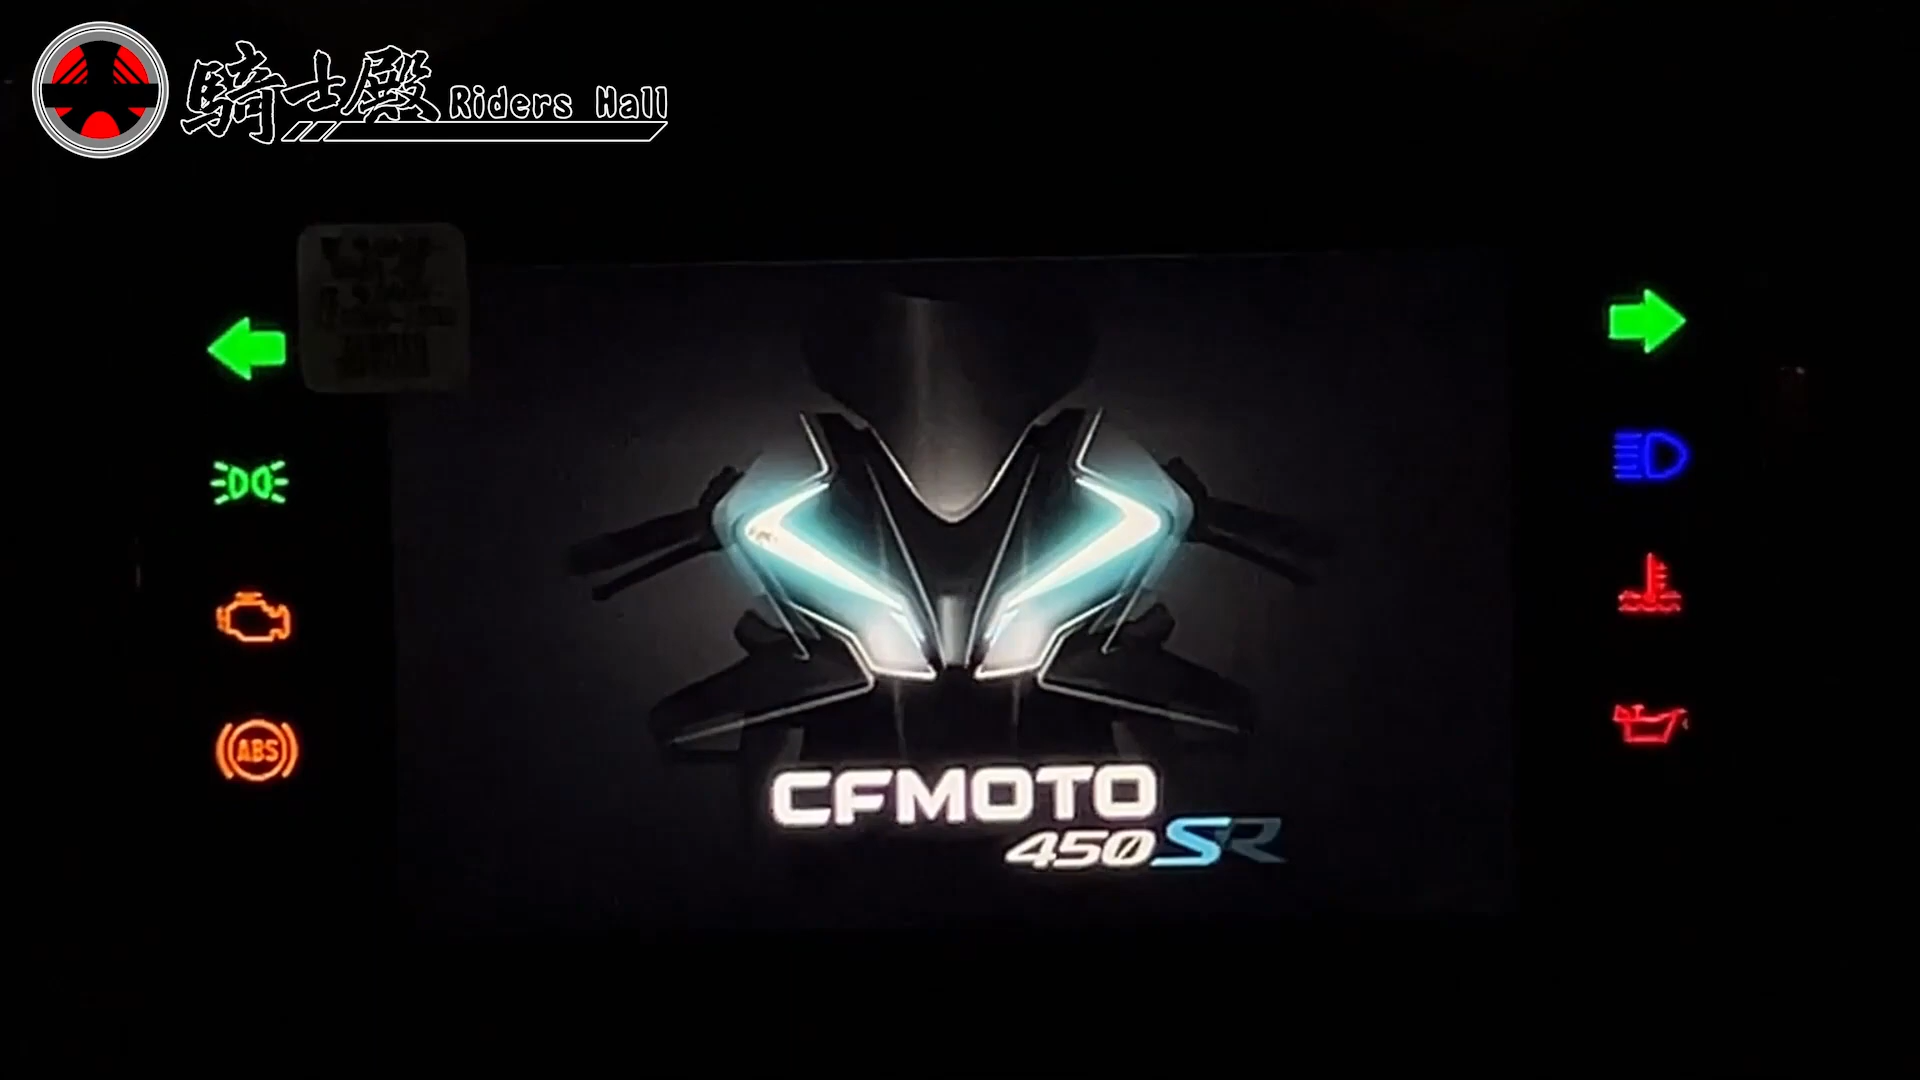 騎士殿 Riders Hall
ABS
CFMOTO
450SR